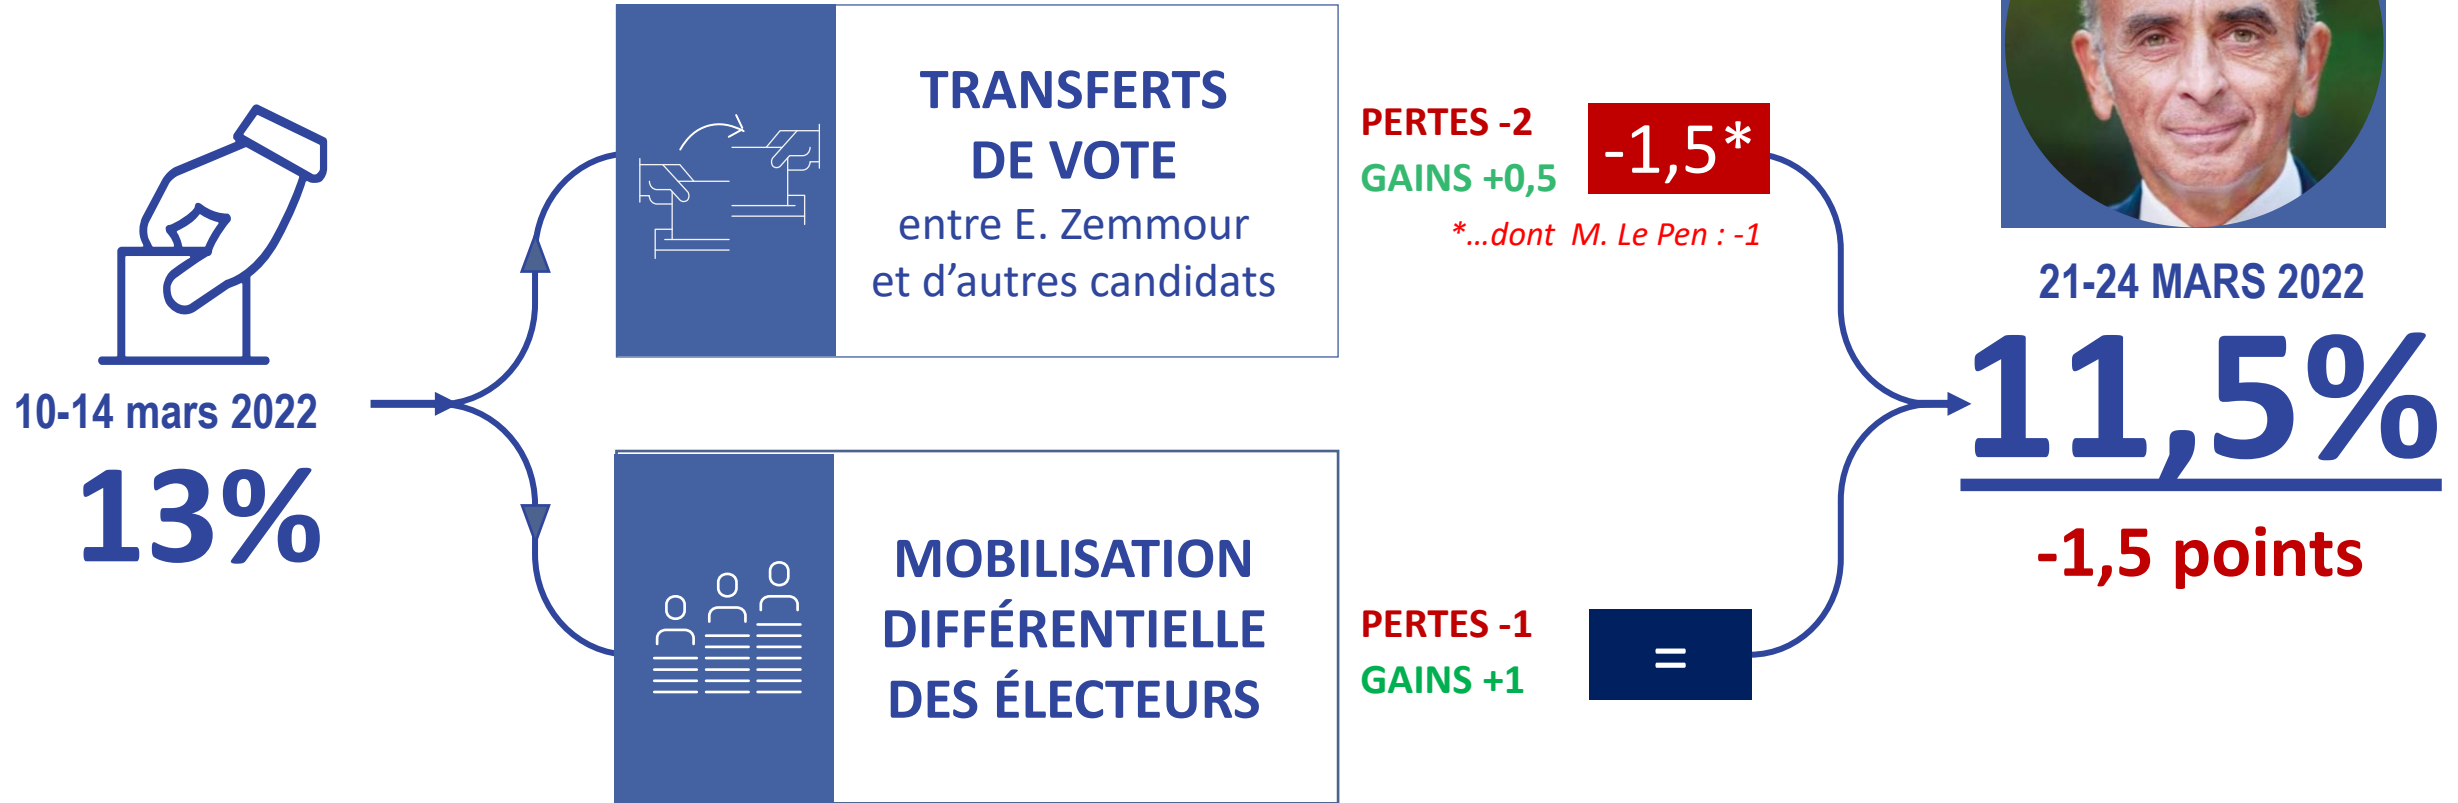 10-14 mars 2022
13%
TRANSFERTS
DE VOTE
entre E. Zemmour
et d’autres candidats
PERTES -2
GAINS +0,5
-1,5*
*…dont M. Le Pen : -1
MOBILISATION
DIFFÉRENTIELLE
DES ÉLECTEURS
PERTES -1
GAINS +1
=
21-24 MARS 2022
11,5%
-1,5 points